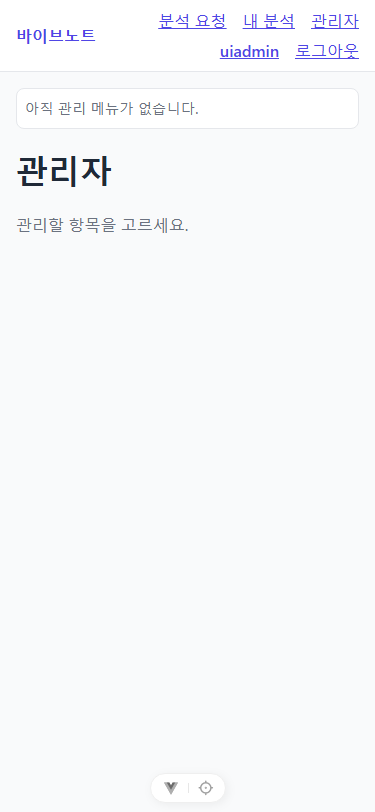 바이브노트
분석 요청 내 분석 관리자
uiadmin 로그아웃
아직 관리 메뉴가 없습니다.
관리자
관리할 항목을 고르세요.